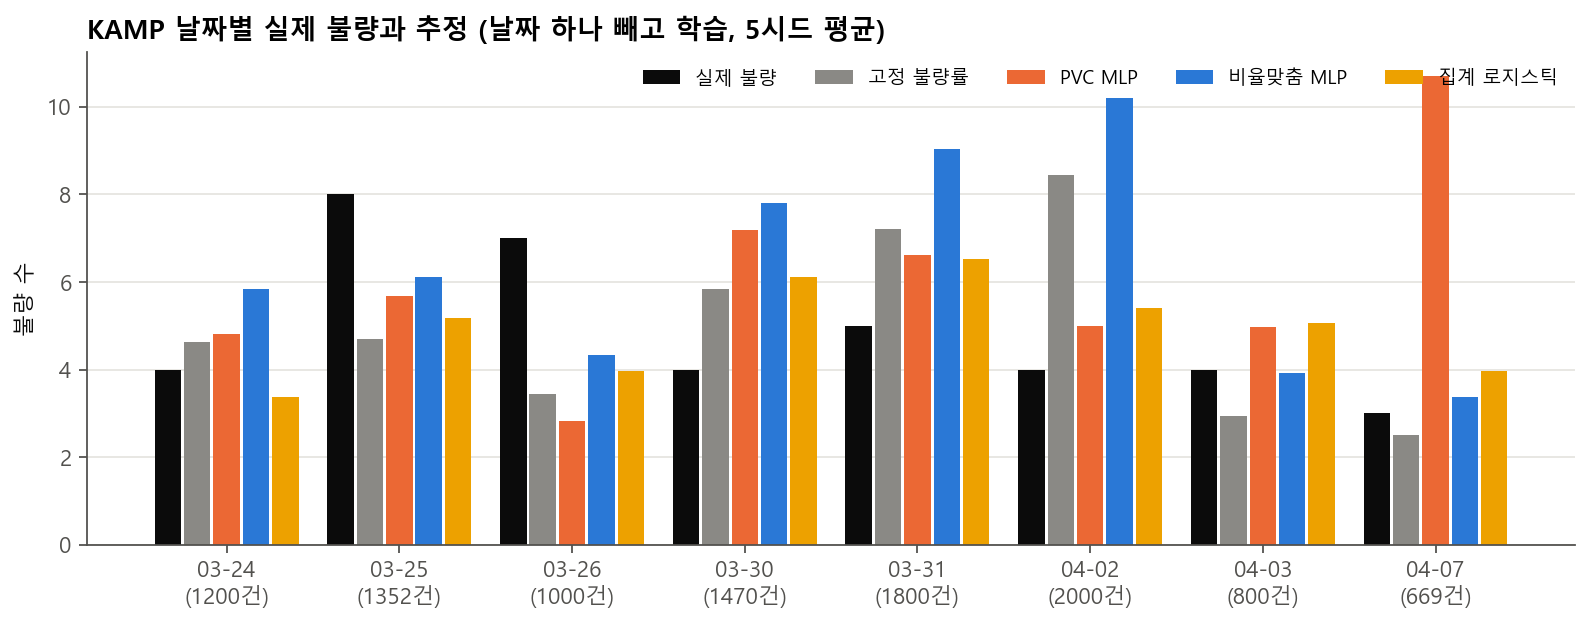 KAMP 날짜별 실제 불량과 추정 (날짜 하나 빼고 학습, 5시드 평균)
실제 불량 고정 불량률 PVC MLP 비율맞춤 MLP 집계 로지스틱
불량 수
10
8
6
4
2
0
03-24 03-25 03-26 03-30 03-31 04-02 04-03 04-07
(1200건) (1352건) (1000건) (1470건) (1800건) (2000건) (800건) (669건)